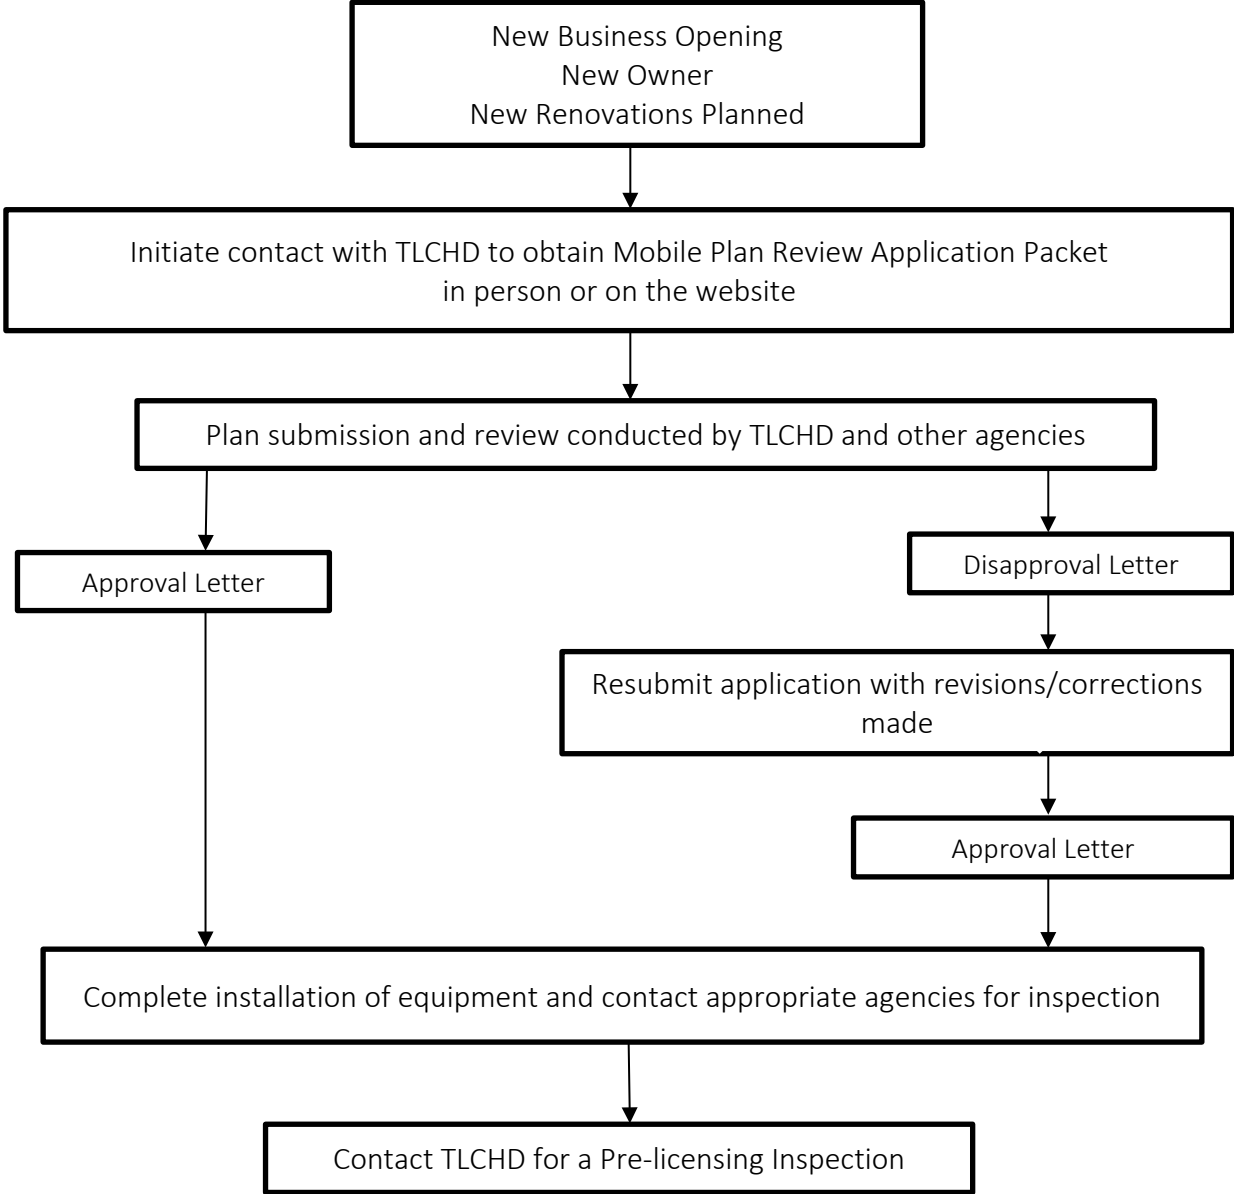 New Business Opening
New Owner
New Renovations Planned
Initiate contact with TLCHD to obtain Mobile Plan Review Application Packet
in person or on the website
Plan submission and review conducted by TLCHD and other agencies
Approval Letter
Disapproval Letter
Resubmit application with revisions/corrections
made
Approval Letter
Complete installation of equipment and contact appropriate agencies for inspection
Contact TLCHD for a Pre-licensing Inspection